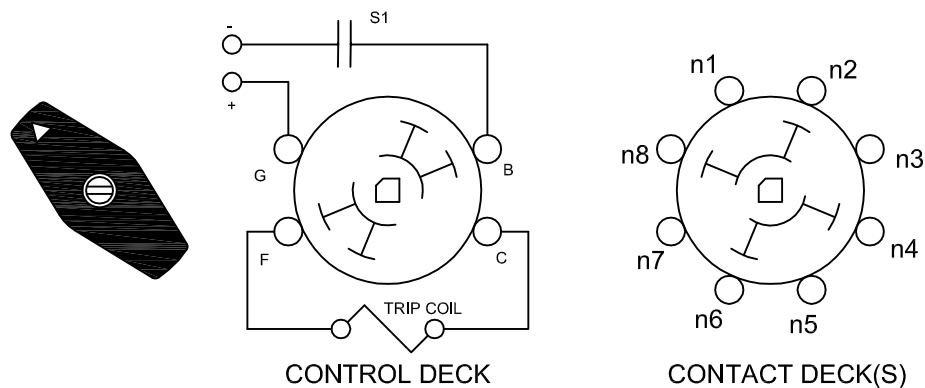 S1
-
+
G
B
F
C
TRIP COIL
CONTROL DECK
n1
n2
n3
n4
n5
n6
n7
n8
CONTACT DECK(S)